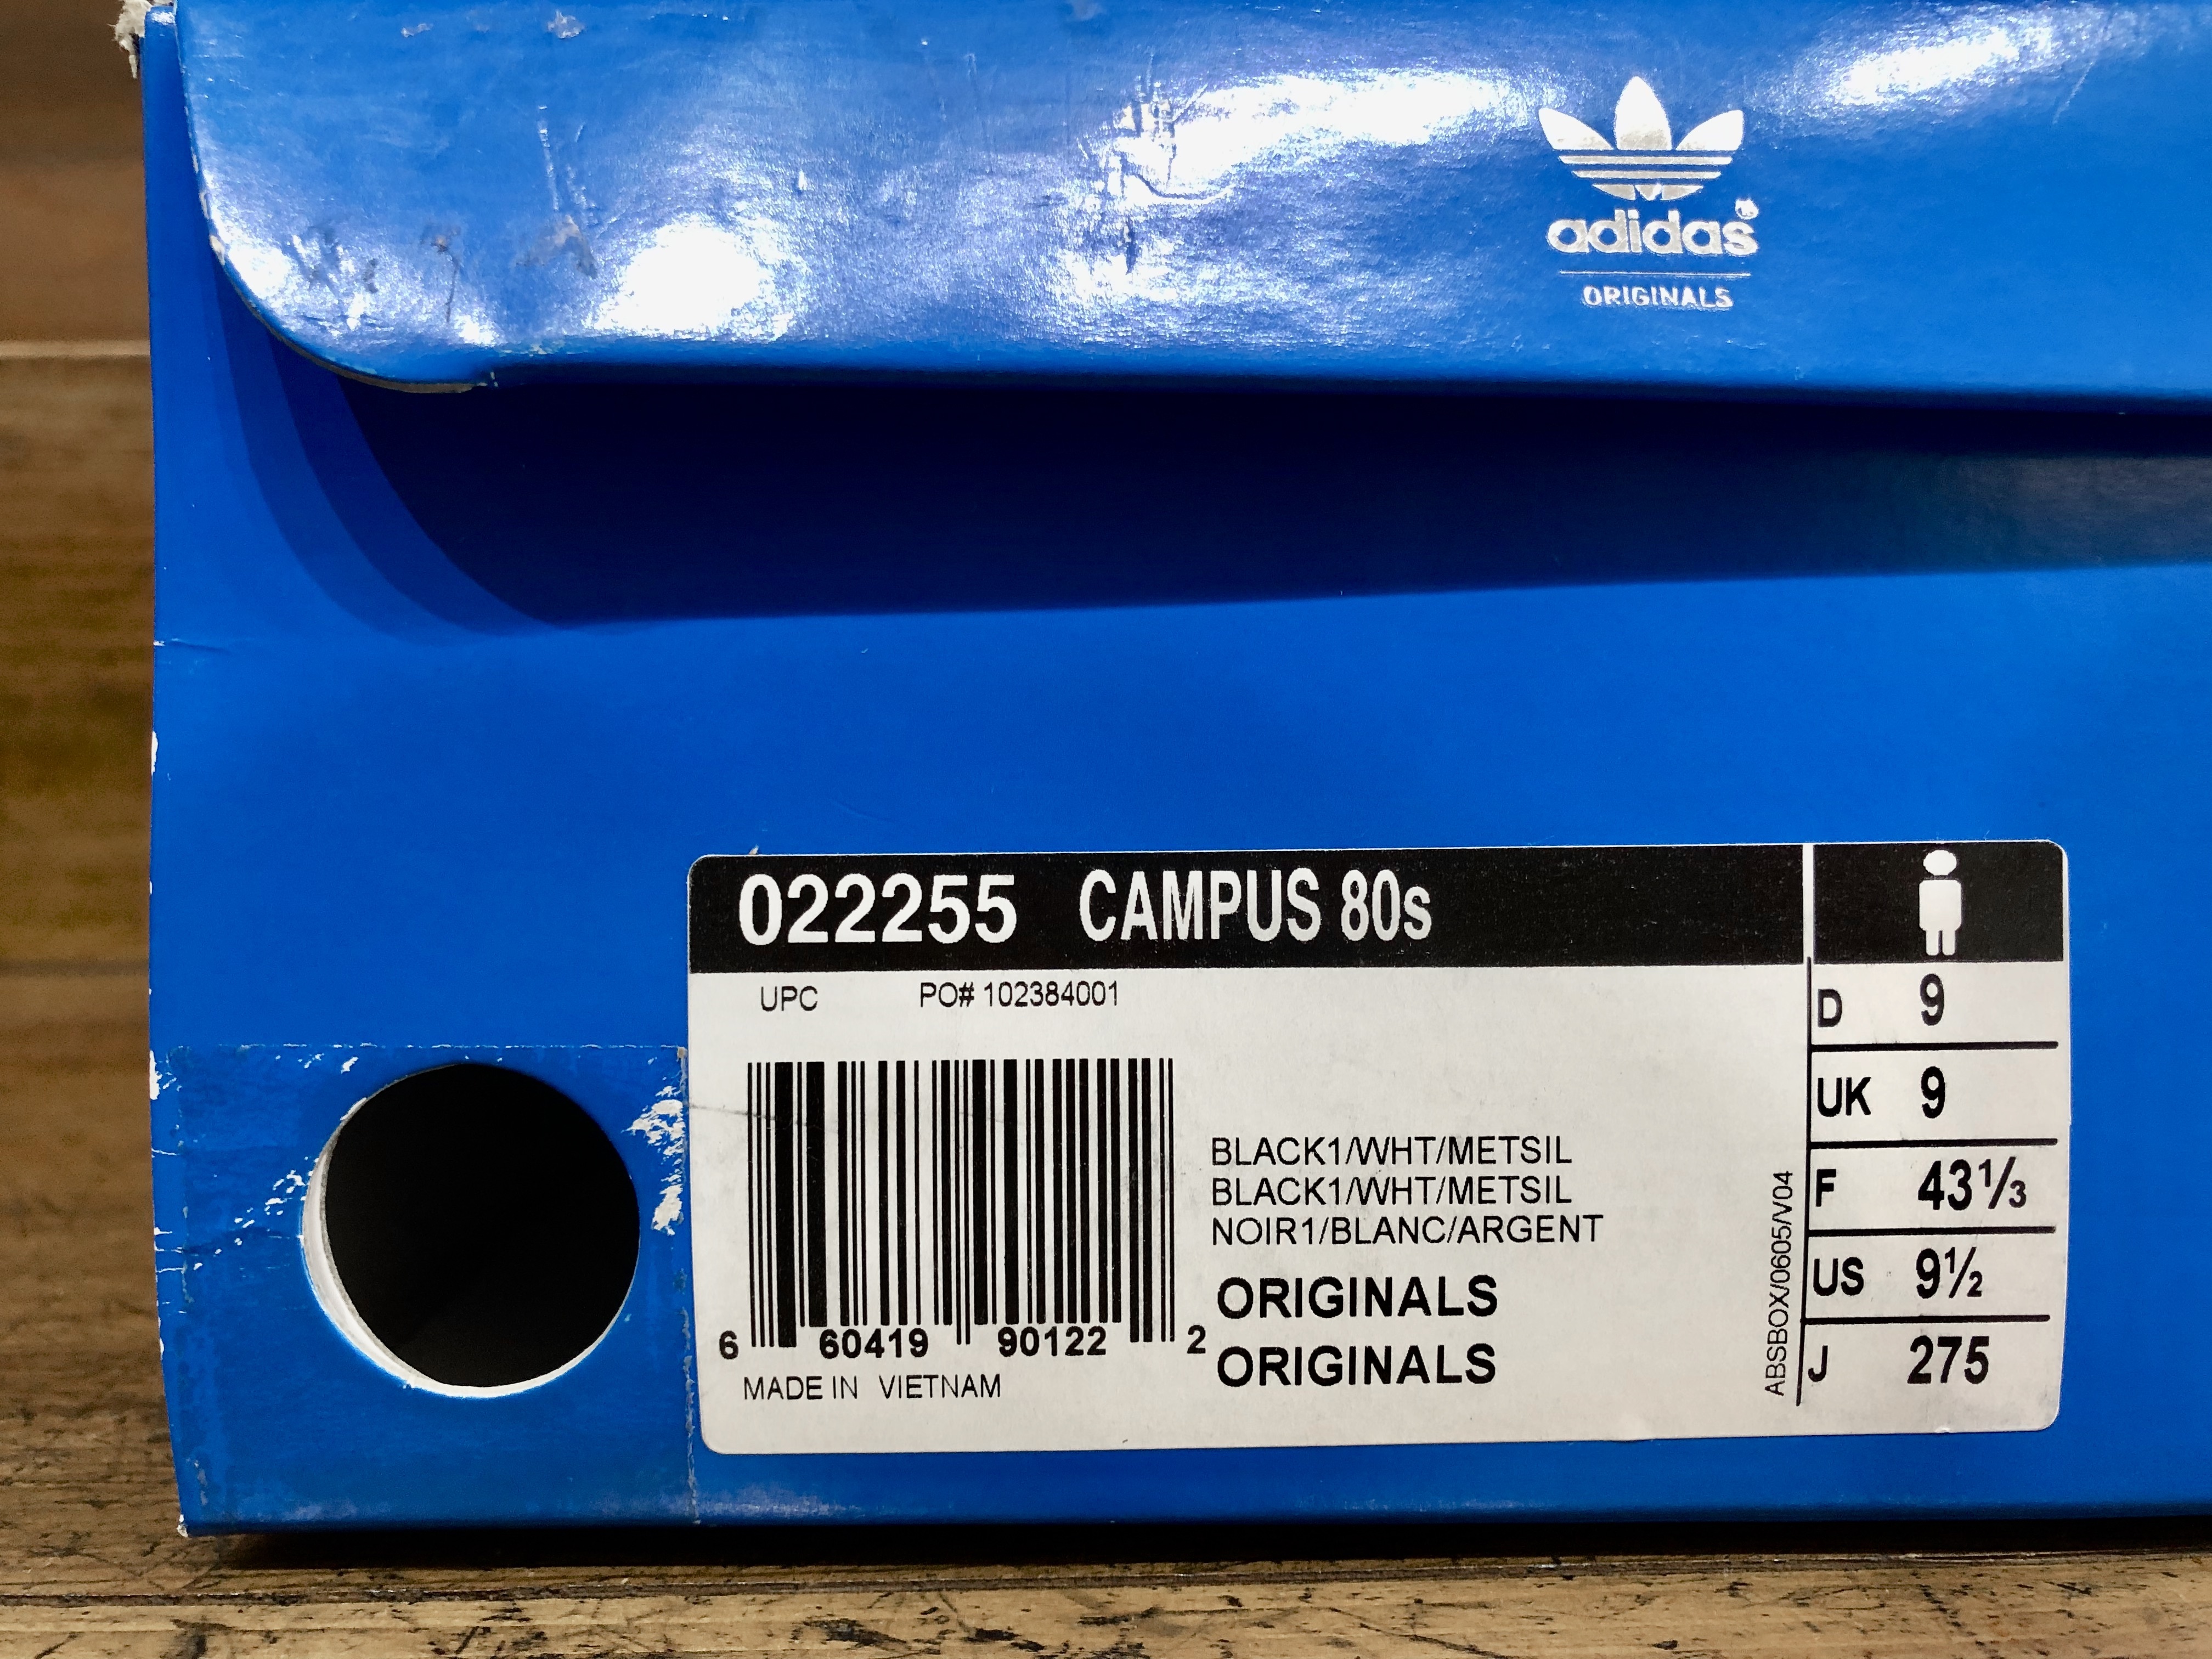 adidas
ORIGINALS
022255 CAMPUS 80s
UPC PO# 102384001
D 9
UK 9
F 43⅓
US 9½
J 275
BLACK1/WHT/METSIL
BLACK1/WHT/METSIL
NOIR1/BLANC/ARGENT
ORIGINALS
ORIGINALS
6 60419 90122 2
MADE IN VIETNAM
ABSBOX/0605/V04